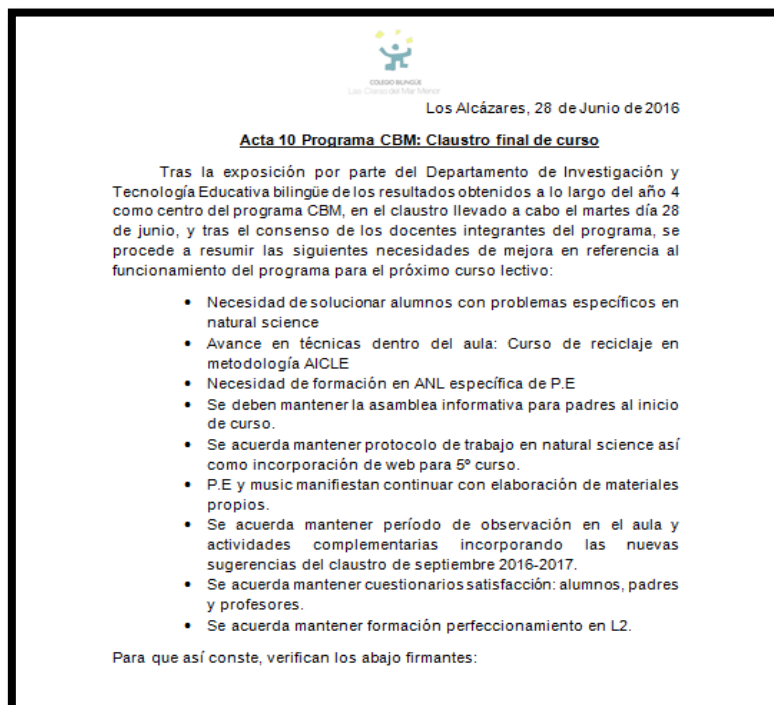 COLEGIO BILINGÜE
Las Claras del Mar Menor
Los Alcázares, 28 de Junio de 2016
Acta 10 Programa CBM: Claustro final de curso
Tras la exposición por parte del Departamento de Investigación y
Tecnología Educativa bilingüe de los resultados obtenidos a lo largo del año 4
como centro del programa CBM, en el claustro llevado a cabo el martes día 28
de junio, y tras el consenso de los docentes integrantes del programa, se
procede a resumir las siguientes necesidades de mejora en referencia al
funcionamiento del programa para el próximo curso lectivo:
• Necesidad de solucionar alumnos con problemas específicos en
natural science
• Avance en técnicas dentro del aula: Curso de reciclaje en
metodología AICLE
• Necesidad de formación en ANL específica de P.E
• Se deben mantener la asamblea informativa para padres al inicio
de curso.
• Se acuerda mantener protocolo de trabajo en natural science así
como incorporación de web para 5º curso.
• P.E y music manifiestan continuar con elaboración de materiales
propios.
• Se acuerda mantener período de observación en el aula y
actividades complementarias incorporando las nuevas
sugerencias del claustro de septiembre 2016-2017.
• Se acuerda mantener cuestionarios satisfacción: alumnos, padres
y profesores.
• Se acuerda mantener formación perfeccionamiento en L2.
Para que así conste, verifican los abajo firmantes: